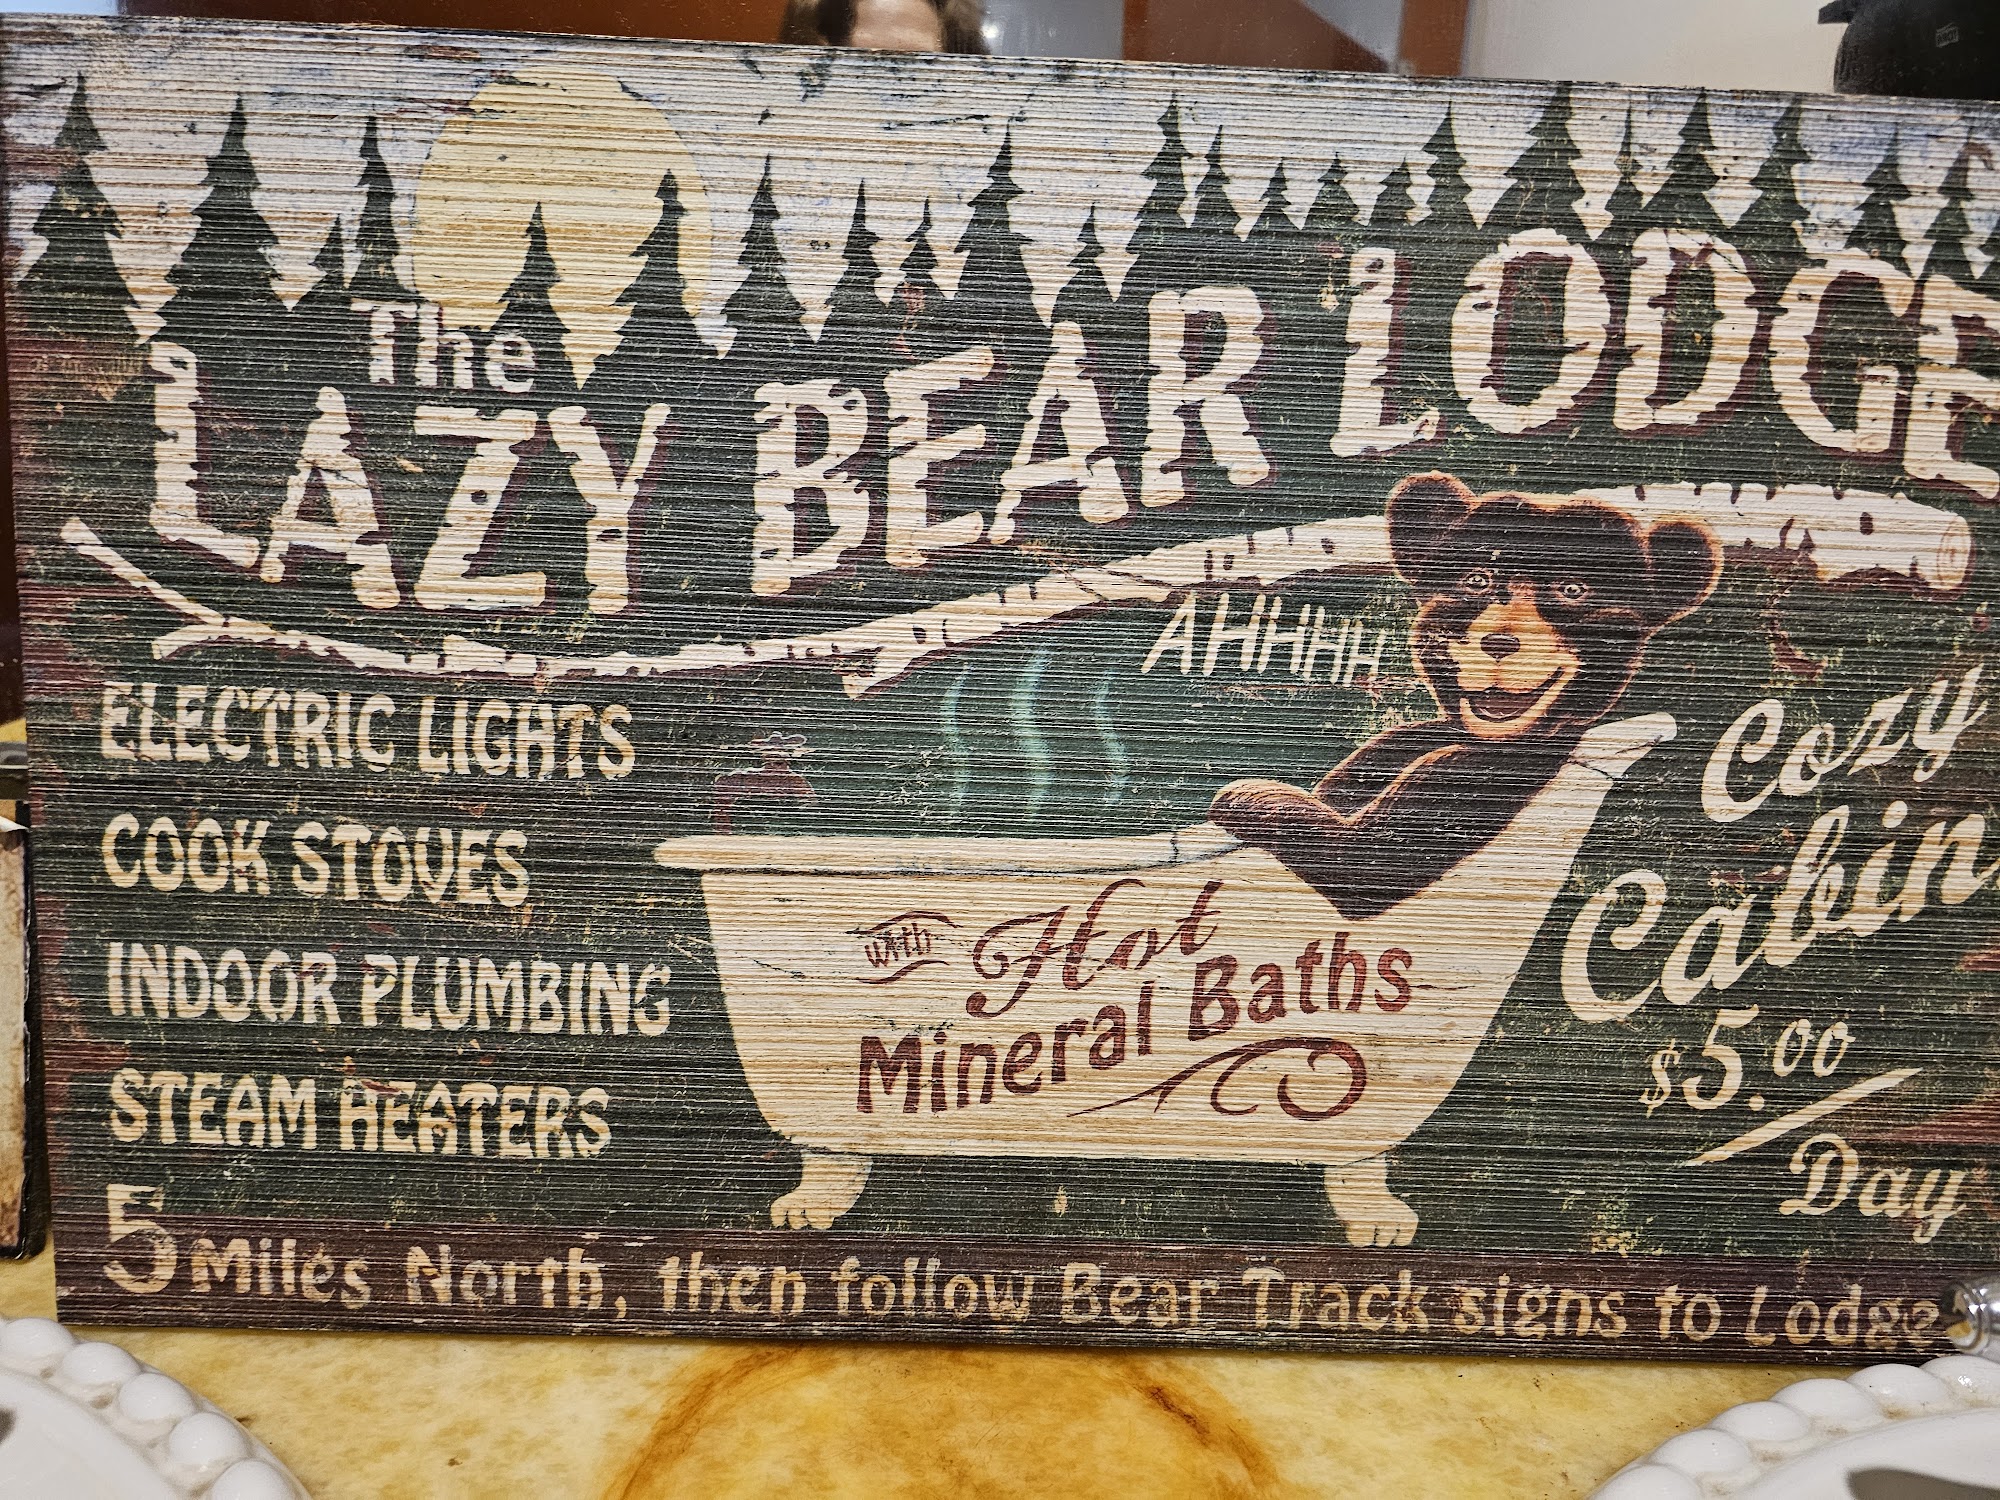 The
LAZY BEAR LODGE
AHHHH
ELECTRIC LIGHTS
COOK STOVES
INDOOR PLUMBING
STEAM HEATERS
with Hot
Mineral Baths
Cozy
Cabins
$5.00
Day
5 Miles North, then follow Bear Track signs to Lodge